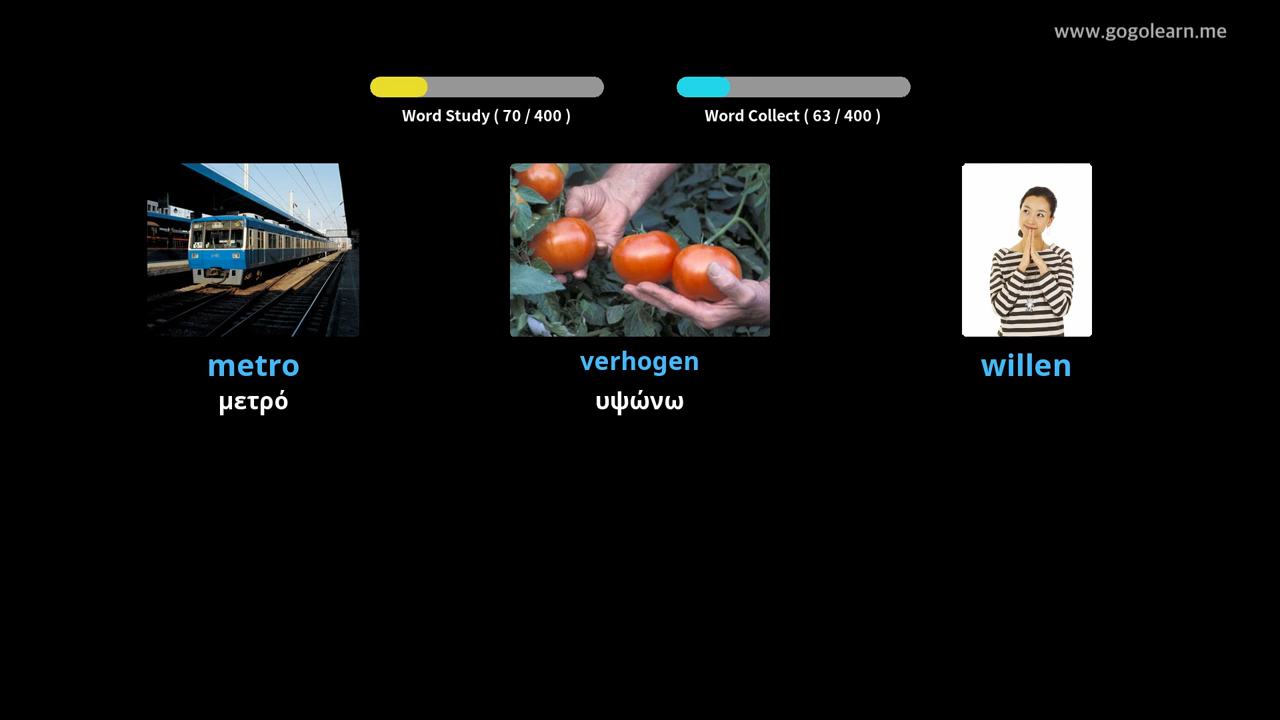 www.gogolearn.me
Word Study ( 70 / 400 )
Word Collect ( 63 / 400 )
metro
μετρό
verhogen
υψώνω
willen